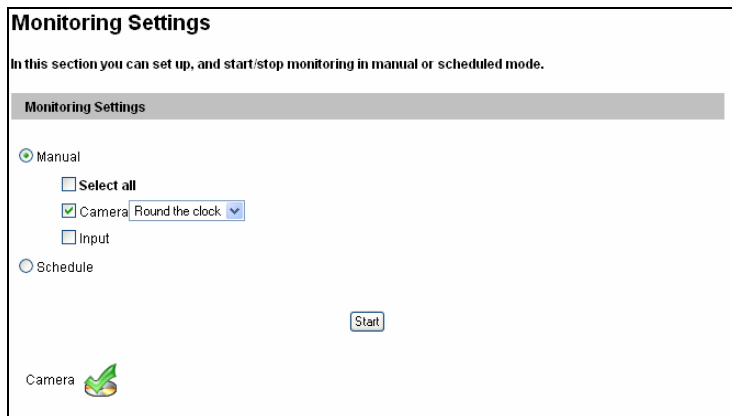 Monitoring Settings
In this section you can set up, and start/stop monitoring in manual or scheduled mode.
Monitoring Settings
Manual
Select all
Camera Round the clock
Input
Schedule
Start
Camera